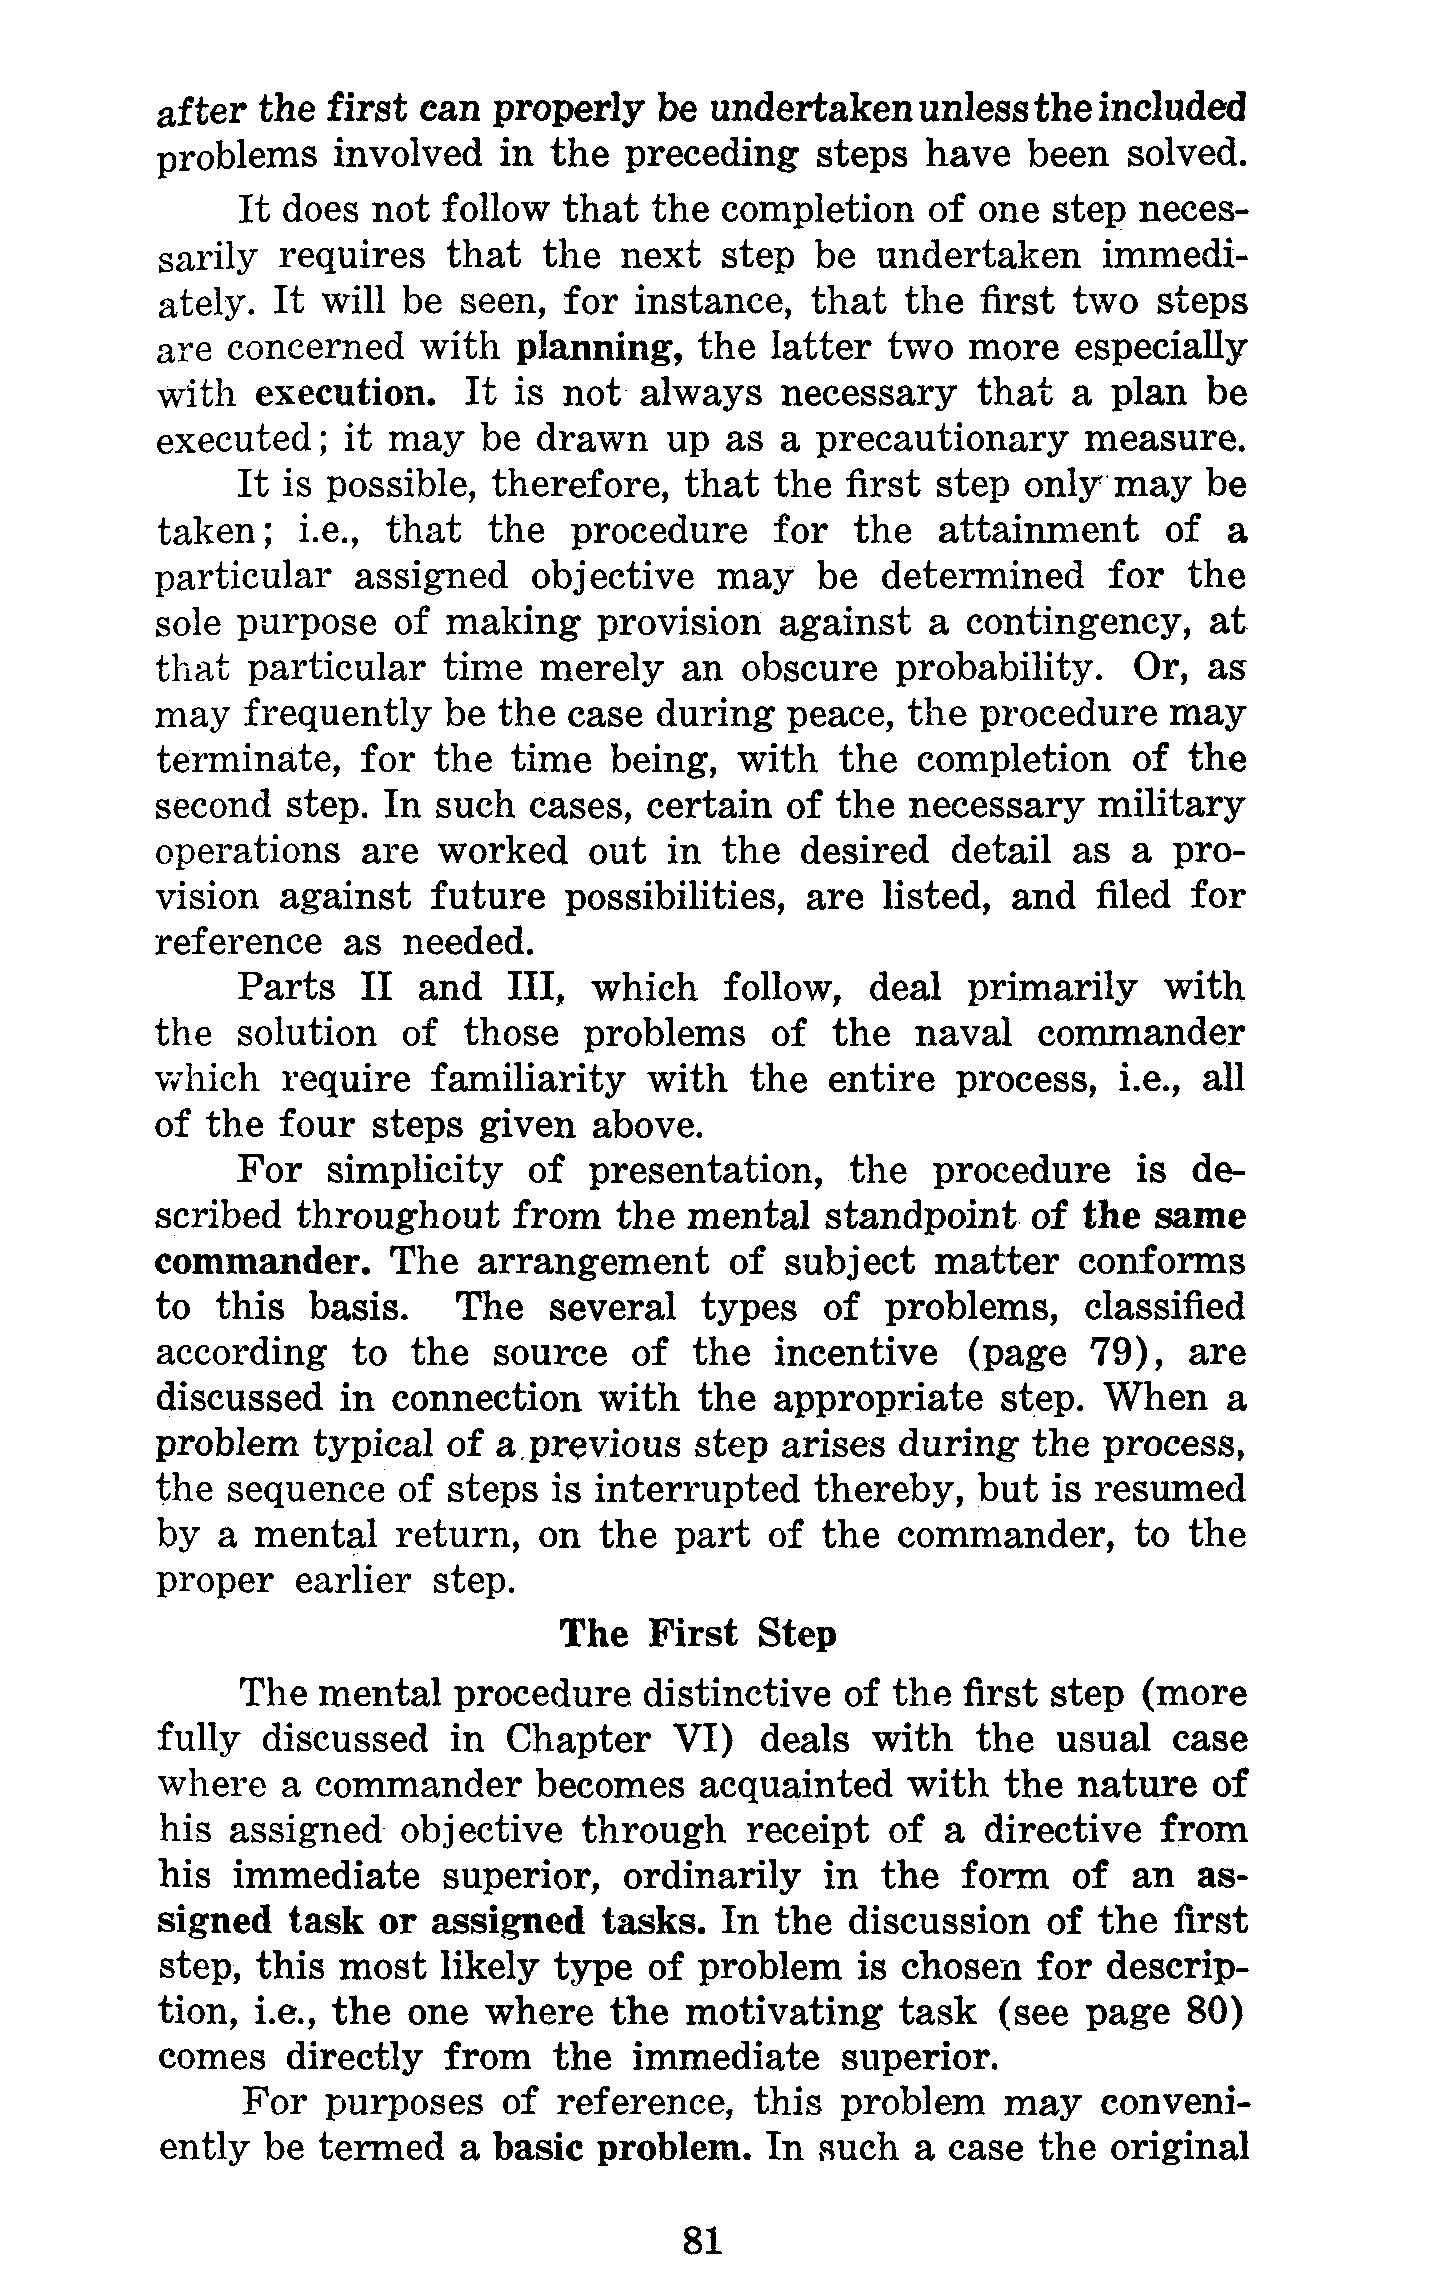 after the first can properly be undertaken unless the included
problems involved in the preceding steps have been solved.
It does not follow that the completion of one step neces-
sarily requires that the next step be undertaken immedi-
ately. It will be seen, for instance, that the first two steps
are concerned with planning, the latter two more especially
with execution. It is not always necessary that a plan be
executed; it may be drawn up as a precautionary measure.
It is possible, therefore, that the first step only may be
taken; i.e., that the procedure for the attainment of a
particular assigned objective may be determined for the
sole purpose of making provision against a contingency, at
that particular time merely an obscure probability. Or, as
may frequently be the case during peace, the procedure may
terminate, for the time being, with the completion of the
second step. In such cases, certain of the necessary military
operations are worked out in the desired detail as a pro-
vision against future possibilities, are listed, and filed for
reference as needed.
Parts II and III, which follow, deal primarily with
the solution of those problems of the naval commander
which require familiarity with the entire process, i.e., all
of the four steps given above.
For simplicity of presentation, the procedure is de-
scribed throughout from the mental standpoint of the same
commander. The arrangement of subject matter conforms
to this basis. The several types of problems, classified
according to the source of the incentive (page 79), are
discussed in connection with the appropriate step. When a
problem typical of a previous step arises during the process,
the sequence of steps is interrupted thereby, but is resumed
by a mental return, on the part of the commander, to the
proper earlier step.
The First Step
The mental procedure distinctive of the first step (more
fully discussed in Chapter VI) deals with the usual case
where a commander becomes acquainted with the nature of
his assigned objective through receipt of a directive from
his immediate superior, ordinarily in the form of an as-
signed task or assigned tasks. In the discussion of the first
step, this most likely type of problem is chosen for descrip-
tion, i.e., the one where the motivating task (see page 80)
comes directly from the immediate superior.
For purposes of reference, this problem may conveni-
ently be termed a basic problem. In such a case the original
81